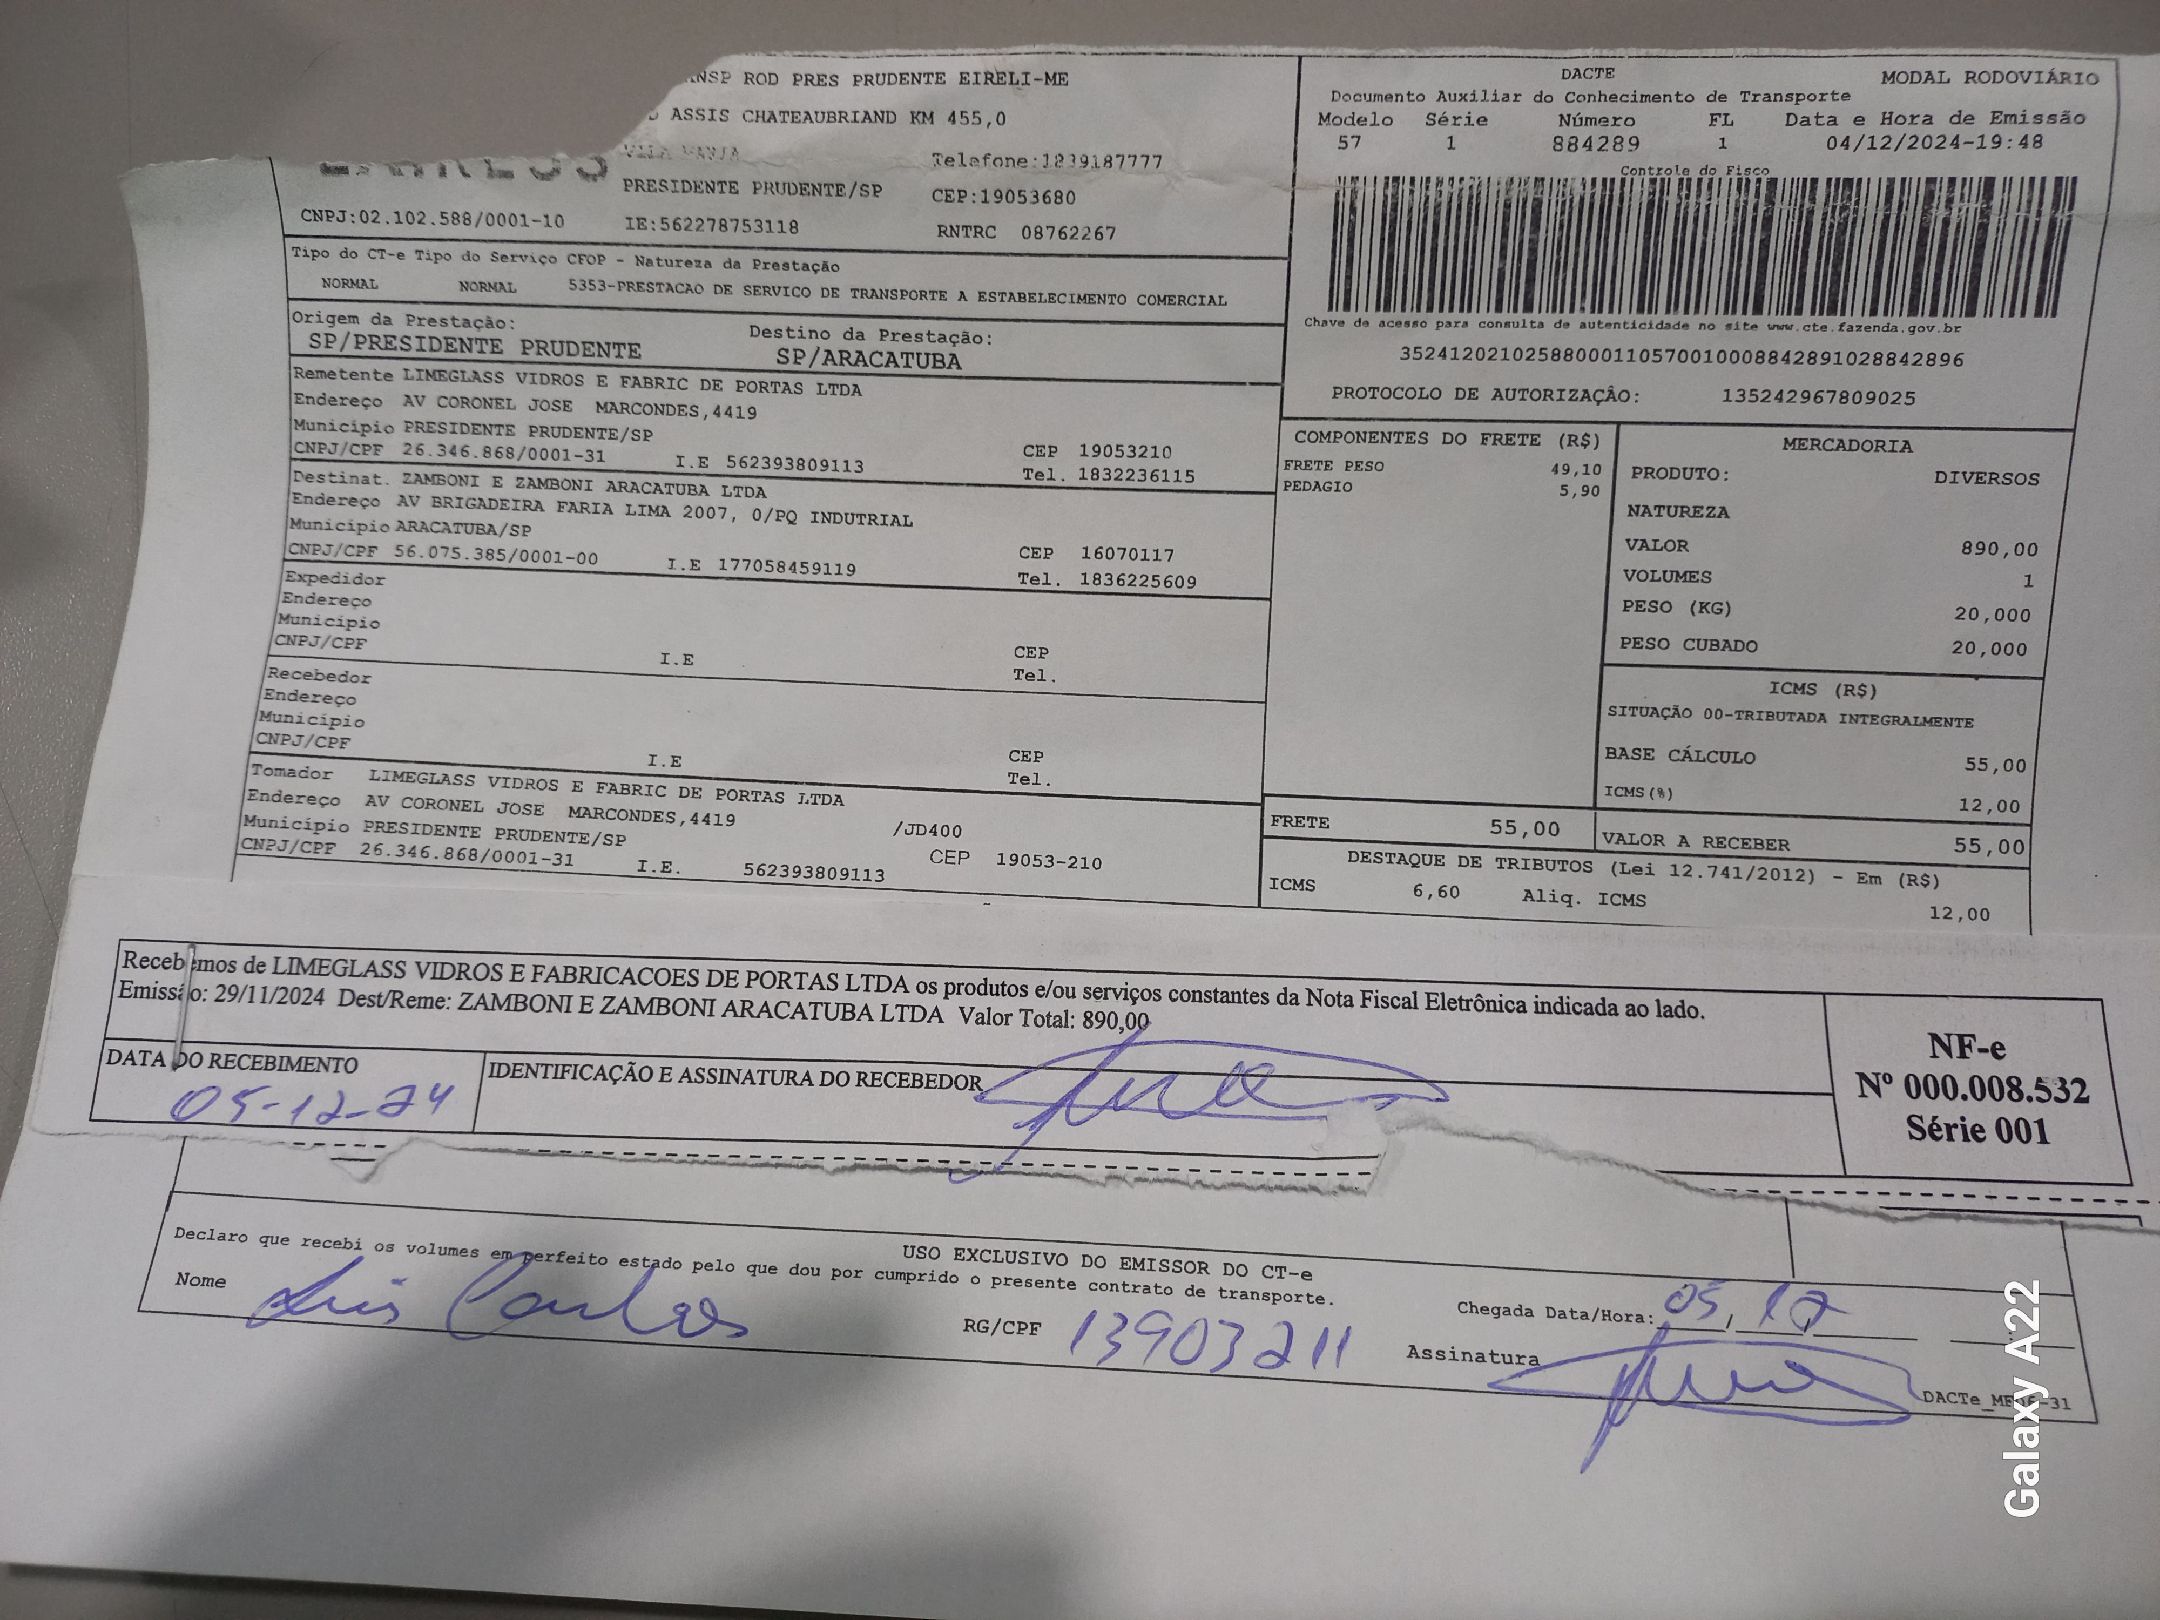 NSP ROD PRES PRUDENTE EIRELI-ME
ASSIS CHATEAUBRIAND KM 455,0
Telefone:1839187777
PRESIDENTE PRUDENTE/SP CEP:19053680
CNPJ:02.102.588/0001-10 IE:562278753118 RNTRC 08762267
DACTE MODAL RODOVIÁRIO
Documento Auxiliar do Conhecimento de Transporte
Modelo Série Número FL Data e Hora de Emissão
57 1 884289 1 04/12/2024-19:48
Controle do Fisco
Chave de acesso para consulta de autenticidade no site www.cte.fazenda.gov.br
35241202102588000110570010008842891028842896
PROTOCOLO DE AUTORIZAÇÂO: 135242967809025
Tipo do CT-e Tipo do Serviço CFOP - Natureza da Prestação
NORMAL NORMAL 5353-PRESTACAO DE SERVICO DE TRANSPORTE A ESTABELECIMENTO COMERCIAL
Origem da Prestação: Destino da Prestação:
SP/PRESIDENTE PRUDENTE SP/ARACATUBA
Remetente LIMEGLASS VIDROS E FABRIC DE PORTAS LTDA
Endereço AV CORONEL JOSE MARCONDES,4419
Município PRESIDENTE PRUDENTE/SP CEP 19053210
CNPJ/CPF 26.346.868/0001-31 I.E 562393809113 Tel. 1832236115
Destinat. ZAMBONI E ZAMBONI ARACATUBA LTDA
Endereço AV BRIGADEIRA FARIA LIMA 2007, 0/PQ INDUTRIAL
Município ARACATUBA/SP CEP 16070117
CNPJ/CPF 56.075.385/0001-00 I.E 177058459119 Tel. 1836225609
Expedidor
Endereço
Município CEP
CNPJ/CPF I.E Tel.
Recebedor
Endereço
Município CEP
CNPJ/CPF I.E Tel.
Tomador LIMEGLASS VIDROS E FABRIC DE PORTAS LTDA
Endereço AV CORONEL JOSE MARCONDES,4419 /JD400
Município PRESIDENTE PRUDENTE/SP CEP 19053-210
CNPJ/CPF 26.346.868/0001-31 I.E. 562393809113
COMPONENTES DO FRETE (R$)
FRETE PESO 49,10
PEDAGIO 5,90
MERCADORIA
PRODUTO: DIVERSOS
NATUREZA
VALOR 890,00
VOLUMES 1
PESO (KG) 20,000
PESO CUBADO 20,000
ICMS (R$)
SITUAÇÃO 00-TRIBUTADA INTEGRALMENTE
BASE CÁLCULO 55,00
ICMS(%) 12,00
FRETE 55,00 VALOR A RECEBER 55,00
DESTAQUE DE TRIBUTOS (Lei 12.741/2012) - Em (R$)
ICMS 6,60 Aliq. ICMS 12,00
Recebemos de LIMEGLASS VIDROS E FABRICACOES DE PORTAS LTDA os produtos e/ou serviços constantes da Nota Fiscal Eletrônica indicada ao lado.
Emissão: 29/11/2024 Dest/Reme: ZAMBONI E ZAMBONI ARACATUBA LTDA Valor Total: 890,00
DATA DO RECEBIMENTO IDENTIFICAÇÃO E ASSINATURA DO RECEBEDOR
05-12-24
NF-e
Nº 000.008.532
Série 001
USO EXCLUSIVO DO EMISSOR DO CT-e
Declaro que recebi os volumes em perfeito estado pelo que dou por cumprido o presente contrato de transporte.
Nome Luis Carlos RG/CPF 13903211
Chegada Data/Hora: 05, 12
Assinatura
Galaxy A22